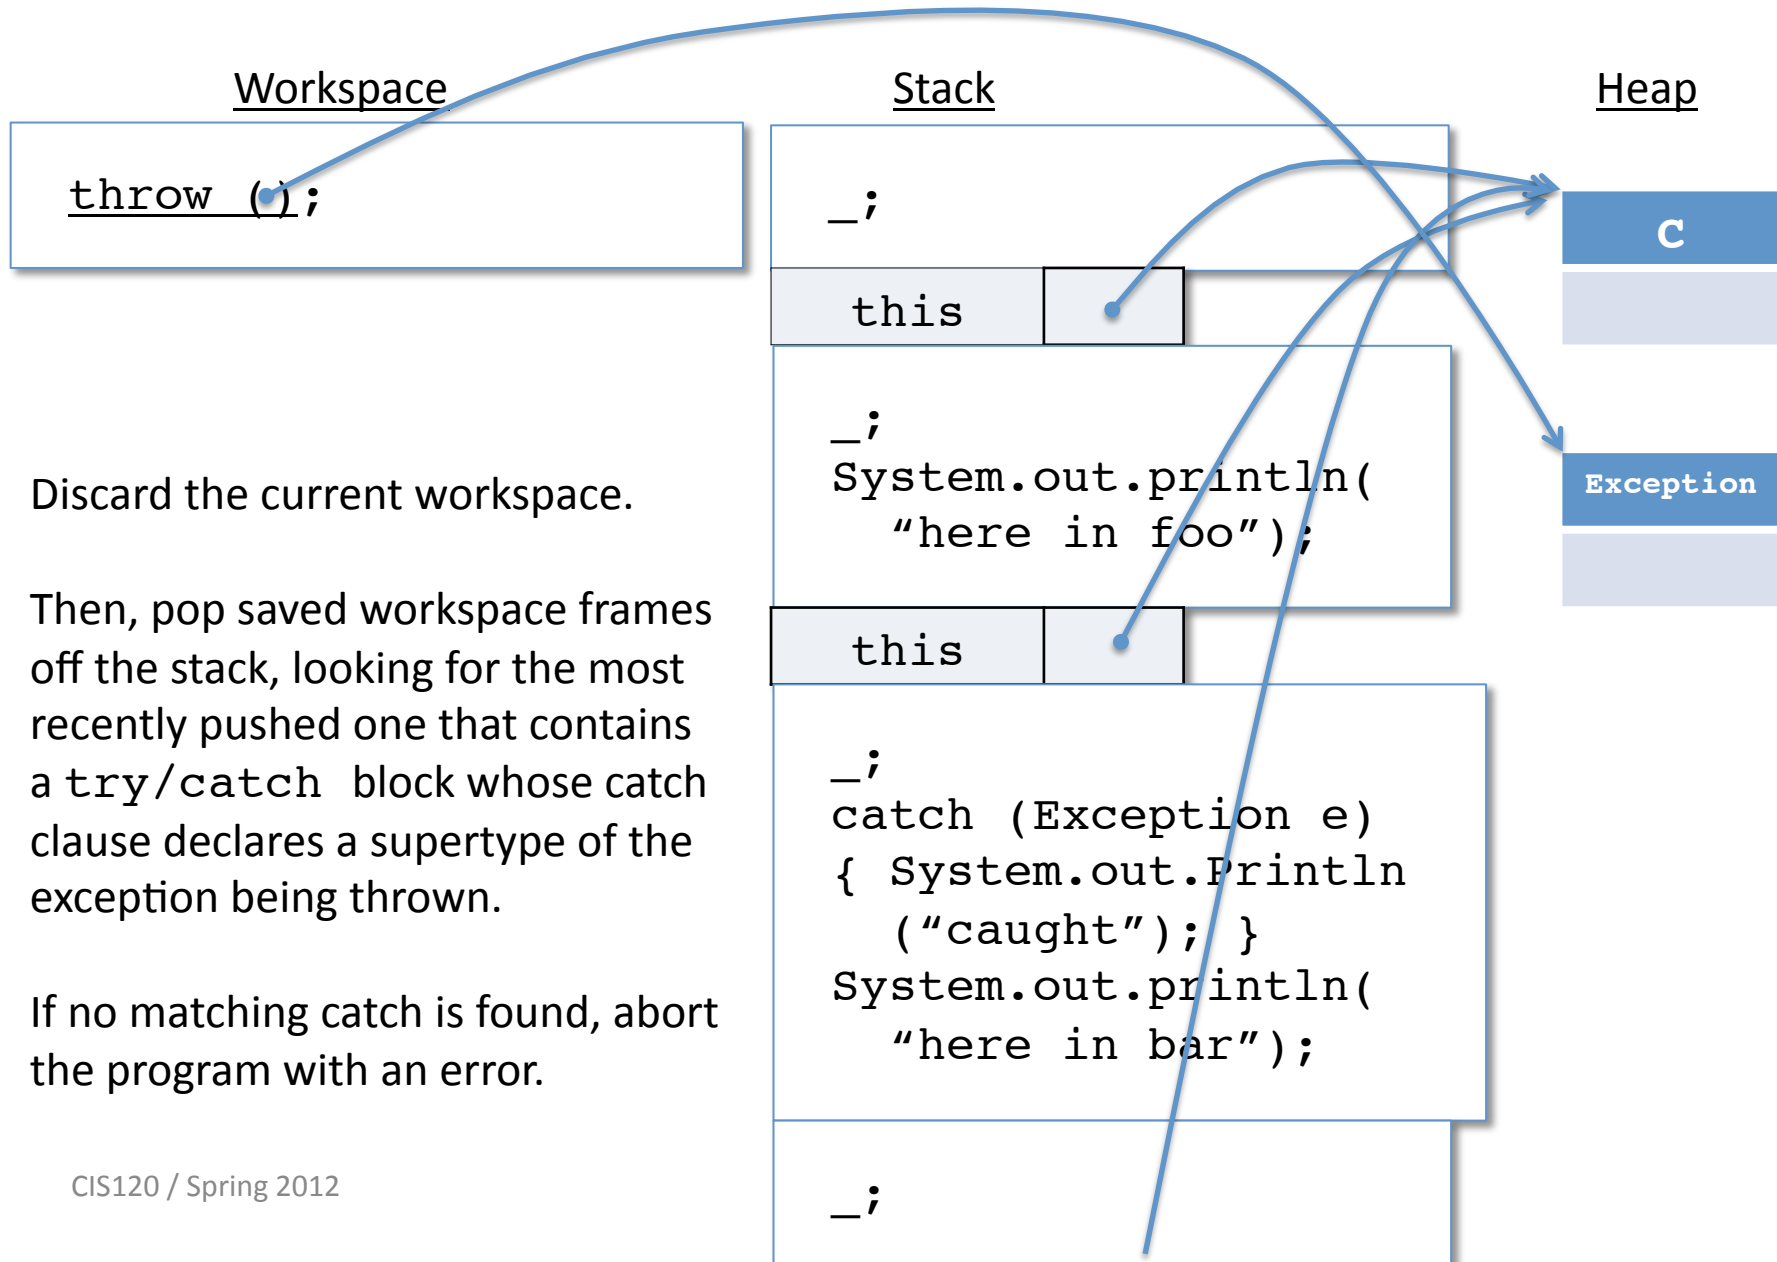 Workspace
Stack
Heap
throw ();
_;
this
_;
System.out.println(
“here in foo”);
this
_;
catch (Exception e)
{ System.out.Println
(“caught”); }
System.out.println(
“here in bar”);
_;
C
Exception
Discard the current workspace.
Then, pop saved workspace frames
off the stack, looking for the most
recently pushed one that contains
a try/catch block whose catch
clause declares a supertype of the
exception being thrown.
If no matching catch is found, abort
the program with an error.
CIS120 / Spring 2012